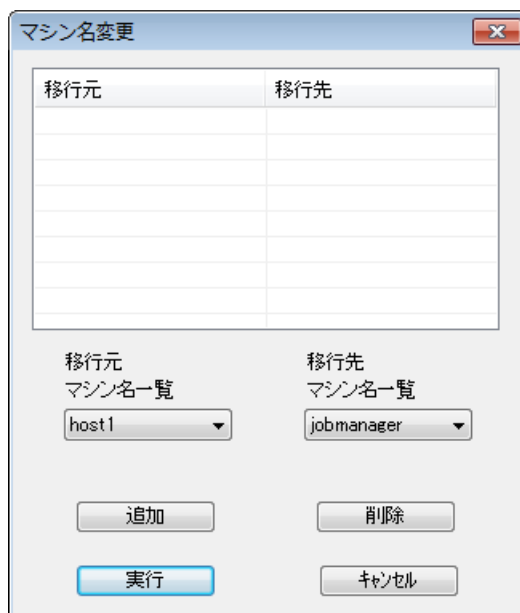 マシン名変更
移行元 移行先
移行元 移行先
マシン名一覧 マシン名一覧
host1 jobmanager
追加 削除
実行 キャンセル